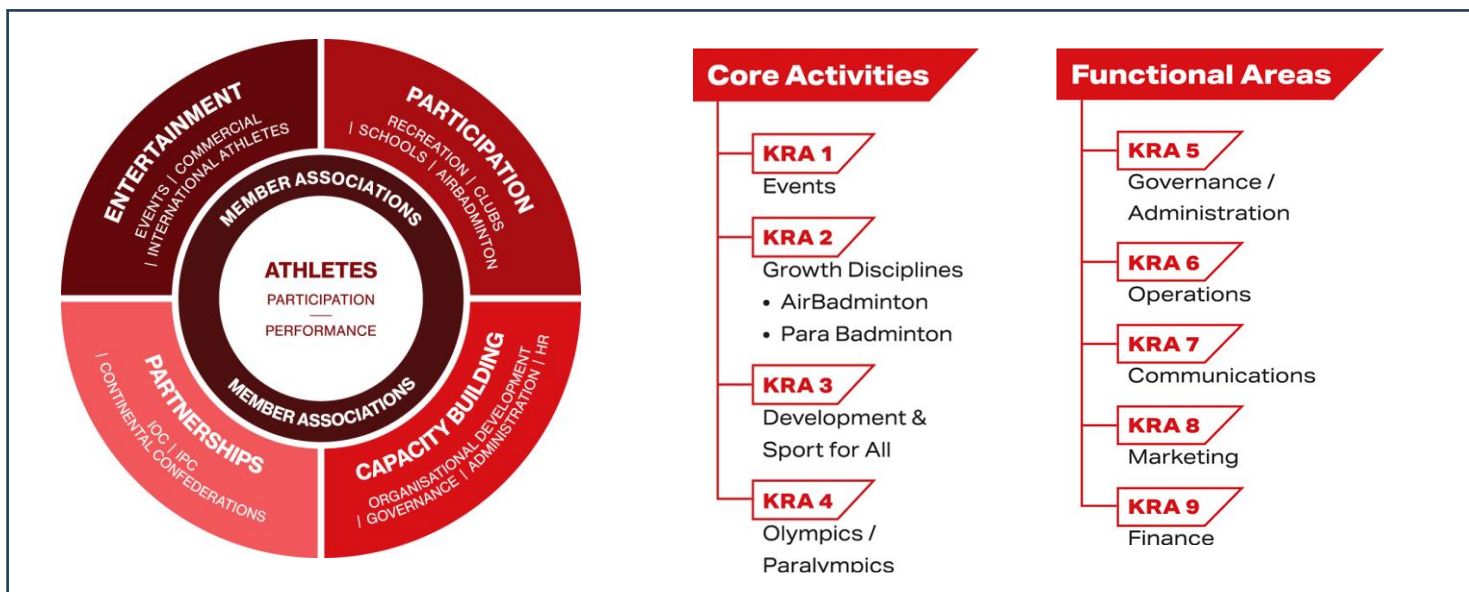 ENTERTAINMENT
EVENTS | COMMERCIAL
| INTERNATIONAL ATHLETES
PARTICIPATION
RECREATION | CLUBS
| SCHOOLS | AIRBADMINTON
MEMBER ASSOCIATIONS
ATHLETES
PARTICIPATION
PERFORMANCE
MEMBER ASSOCIATIONS
PARTNERSHIPS
IOC | IPC
| CONTINENTAL CONFEDERATIONS
CAPACITY BUILDING
ORGANISATIONAL DEVELOPMENT
| GOVERNANCE | ADMINISTRATION | HR
Core Activities
KRA 1
Events
KRA 2
Growth Disciplines
• AirBadminton
• Para Badminton
KRA 3
Development &
Sport for All
KRA 4
Olympics /
Paralympics
Functional Areas
KRA 5
Governance /
Administration
KRA 6
Operations
KRA 7
Communications
KRA 8
Marketing
KRA 9
Finance